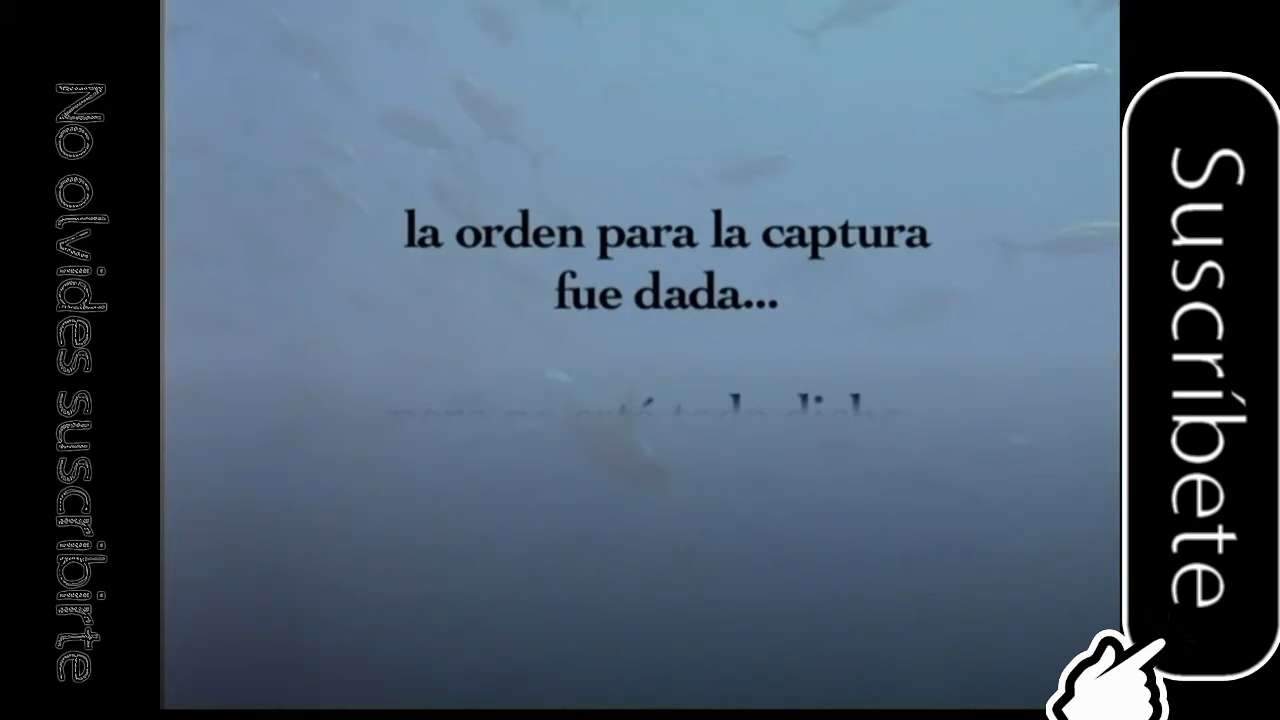 No olvides suscribirte
la orden para la captura
fue dada...
Suscríbete